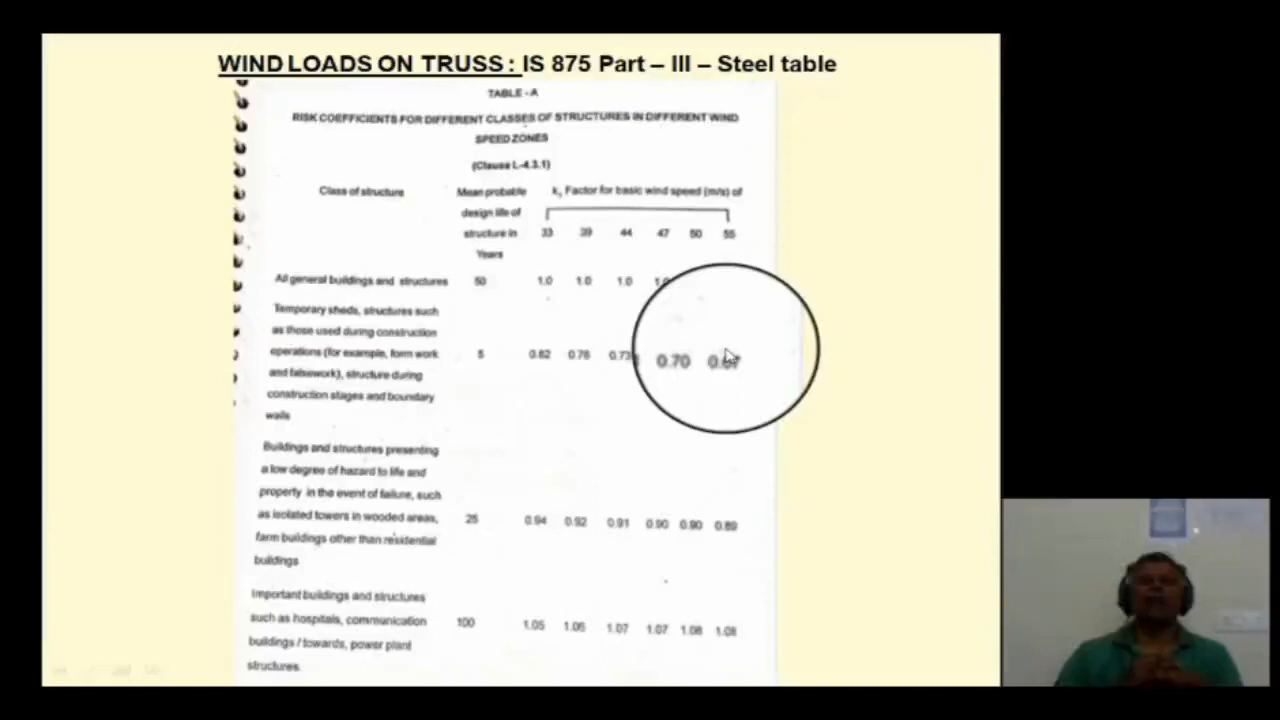 WIND LOADS ON TRUSS : IS 875 Part – III – Steel table
TABLE - A
RISK COEFFICIENTS FOR DIFFERENT CLASSES OF STRUCTURES IN DIFFERENT WIND
SPEED ZONES
(Clause L-4.3.1)
Class of structure Mean probable k₁ Factor for basic wind speed (m/s) of
design life of
structure in 33 39 44 47 50 55
Years
All general buildings and structures 50 1.0 1.0 1.0 1.0
Temporary sheds, structures such
as those used during construction
operations (for example, form work 5 0.82 0.76 0.73 0.70
and falsework), structure during
construction stages and boundary
walls
Buildings and structures presenting
a low degree of hazard to life and
property in the event of failure, such
as isolated towers in wooded areas, 25 0.94 0.92 0.91 0.90 0.90 0.89
farm buildings other than residential
buildings
Important buildings and structures
such as hospitals, communication 100 1.05 1.06 1.07 1.07 1.08 1.08
buildings / towards, power plant
structures.